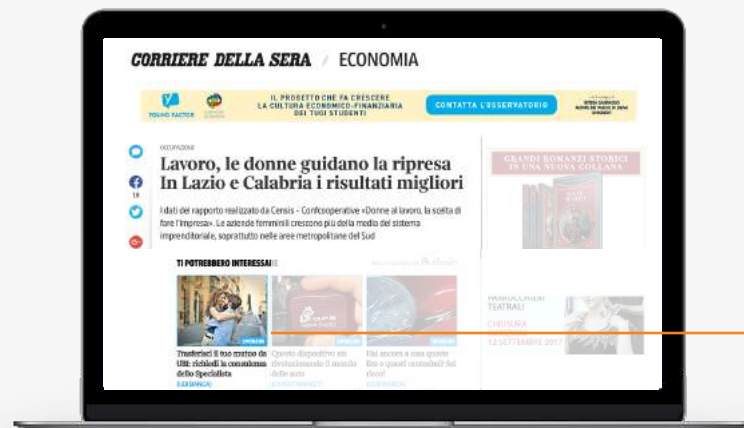 CORRIERE DELLA SERA / ECONOMIA
YOUNG FACTOR
IL PROGETTO CHE FA CRESCERE
LA CULTURA ECONOMICO-FINANZIARIA
DEI TUOI STUDENTI
CONTATTA L'OSSERVATORIO
OCCUPAZIONE
Lavoro, le donne guidano la ripresa
In Lazio e Calabria i risultati migliori
I dati del rapporto realizzato da Censis - Confcooperative «Donne al lavoro, la scelta di
fare l'impresa». Le aziende femminili crescono più della media del sistema
imprenditoriale, soprattutto nelle aree metropolitane del Sud
GRANDI ROMANZI STORICI
IN UNA NUOVA COLLANA
TI POTREBBERO INTERESSARE
Trasferisci il tuo mutuo da
UBI: richiedi la consulenza
dello Specialista
(UBI BANCA)
Questo dispositivo sta
rivoluzionando il mondo
delle auto
Hai ancora a casa queste
lire o questi centesimi? Sei
ricco!
PARRUCCHIERI
TEATRALI
CHIUSURA
12 SETTEMBRE 2017